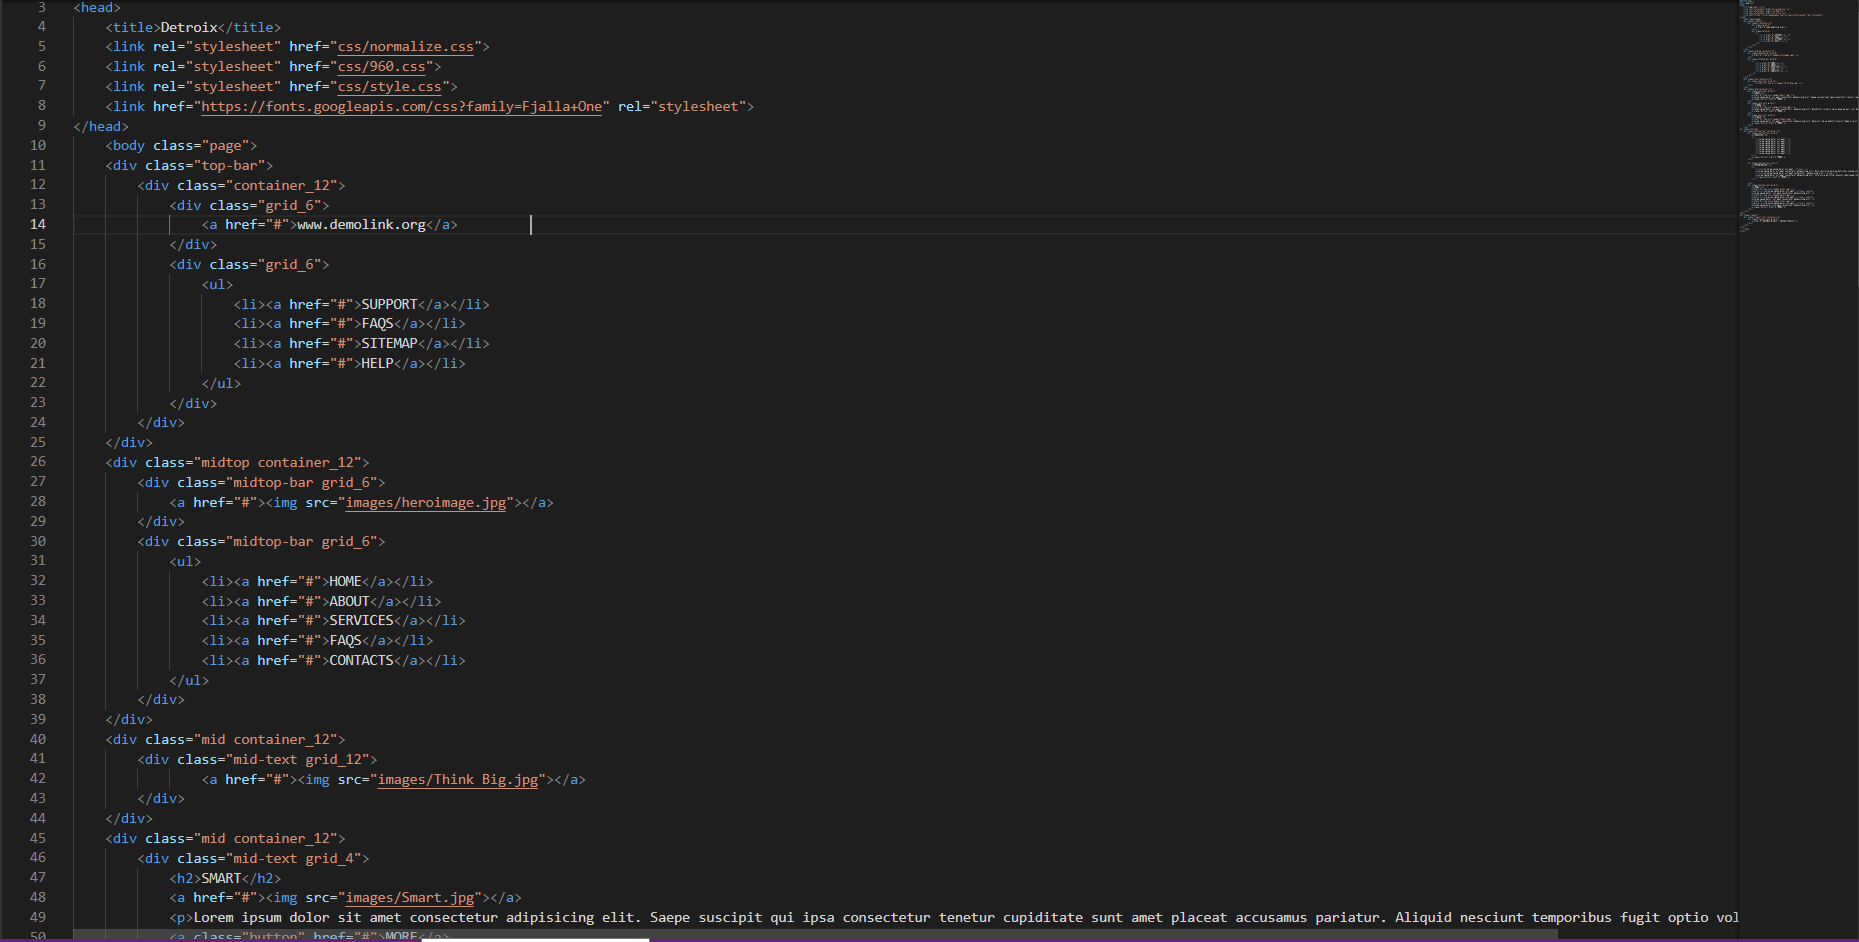 3 <head>
4 <title>Detroix</title>
5 <link rel="stylesheet" href="css/normalize.css">
6 <link rel="stylesheet" href="css/960.css">
7 <link rel="stylesheet" href="css/style.css">
8 <link href="https://fonts.googleapis.com/css?family=Fjalla+One" rel="stylesheet">
9 </head>
10 <body class="page">
11 <div class="top-bar">
12 <div class="container_12">
13 <div class="grid_6">
14 <a href="#">www.demolink.org</a>
15 </div>
16 <div class="grid_6">
17 <ul>
18 <li><a href="#">SUPPORT</a></li>
19 <li><a href="#">FAQS</a></li>
20 <li><a href="#">SITEMAP</a></li>
21 <li><a href="#">HELP</a></li>
22 </ul>
23 </div>
24 </div>
25 </div>
26 <div class="midtop container_12">
27 <div class="midtop-bar grid_6">
28 <a href="#"><img src="images/heroimage.jpg"></a>
29 </div>
30 <div class="midtop-bar grid_6">
31 <ul>
32 <li><a href="#">HOME</a></li>
33 <li><a href="#">ABOUT</a></li>
34 <li><a href="#">SERVICES</a></li>
35 <li><a href="#">FAQS</a></li>
36 <li><a href="#">CONTACTS</a></li>
37 </ul>
38 </div>
39 </div>
40 <div class="mid container_12">
41 <div class="mid-text grid_12">
42 <a href="#"><img src="images/Think Big.jpg"></a>
43 </div>
44 </div>
45 <div class="mid container_12">
46 <div class="mid-text grid_4">
47 <h2>SMART</h2>
48 <a href="#"><img src="images/Smart.jpg"></a>
49 <p>Lorem ipsum dolor sit amet consectetur adipisicing elit. Saepe suscipit qui ipsa consectetur tenetur cupiditate sunt amet placeat accusamus pariatur. Aliquid nesciunt temporibus fugit optio vol
50 <a class="button" href="#">MORE</a>